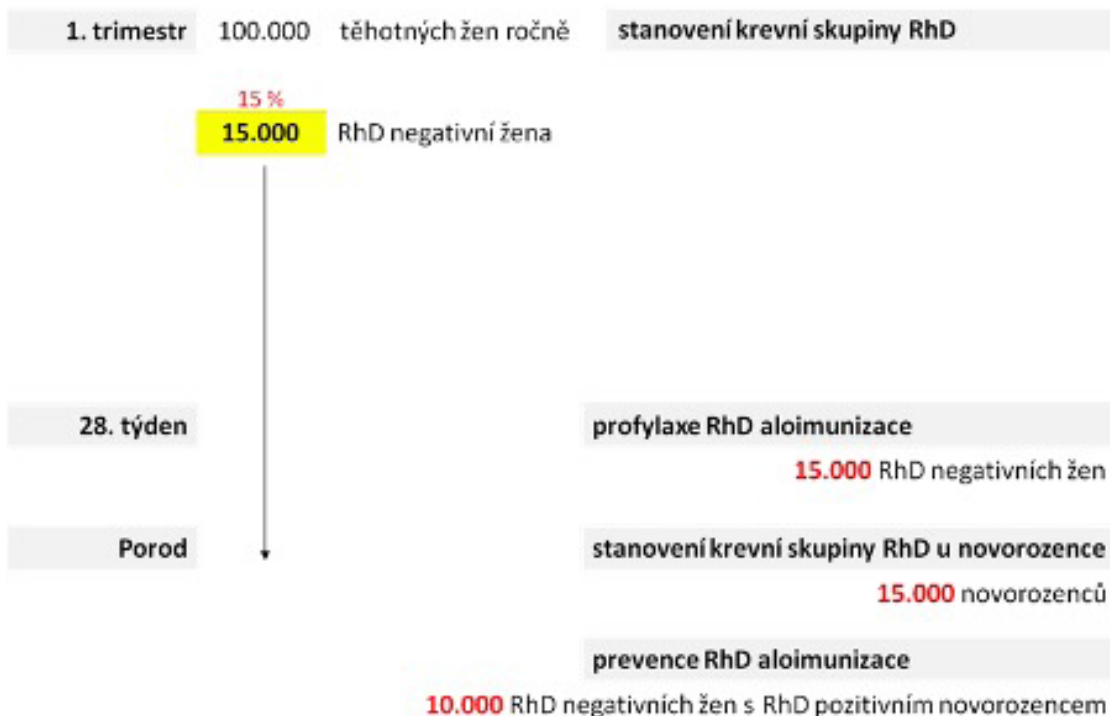 1. trimestr 100.000 těhotných žen ročně stanovení krevní skupiny RhD
15 %
15.000 RhD negativní žena
28. týden profylaxe RhD aloimunizace
15.000 RhD negativních žen
Porod stanovení krevní skupiny RhD u novorozence
15.000 novorozenců
prevence RhD aloimunizace
10.000 RhD negativních žen s RhD pozitivním novorozencem